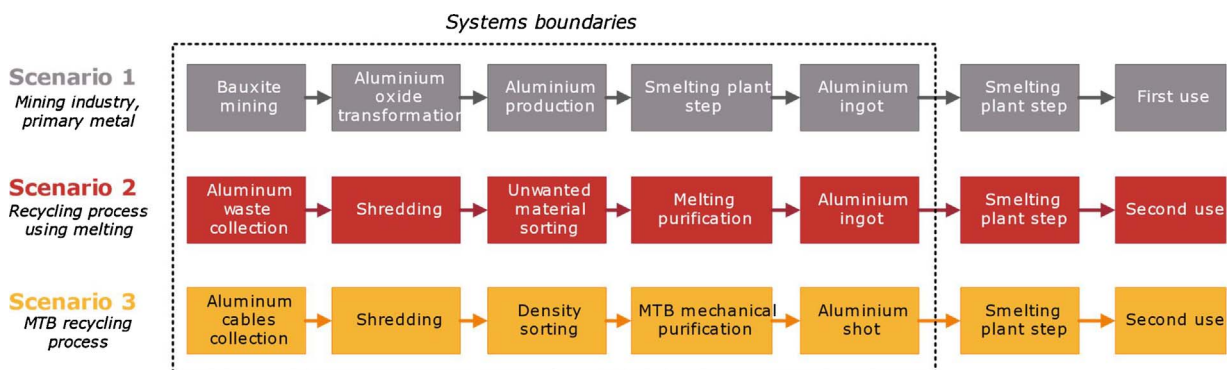 Systems boundaries
Scenario 1
Mining industry,
primary metal
Bauxite
mining
Aluminium
oxide
transformation
Aluminium
production
Smelting plant
step
Aluminium
ingot
Smelting
plant step
First use
Scenario 2
Recycling process
using melting
Aluminum
waste
collection
Shredding
Unwanted
material
sorting
Melting
purification
Aluminium
ingot
Smelting
plant step
Second use
Scenario 3
MTB recycling
process
Aluminum
cables
collection
Shredding
Density
sorting
MTB mechanical
purification
Aluminium
shot
Smelting
plant step
Second use